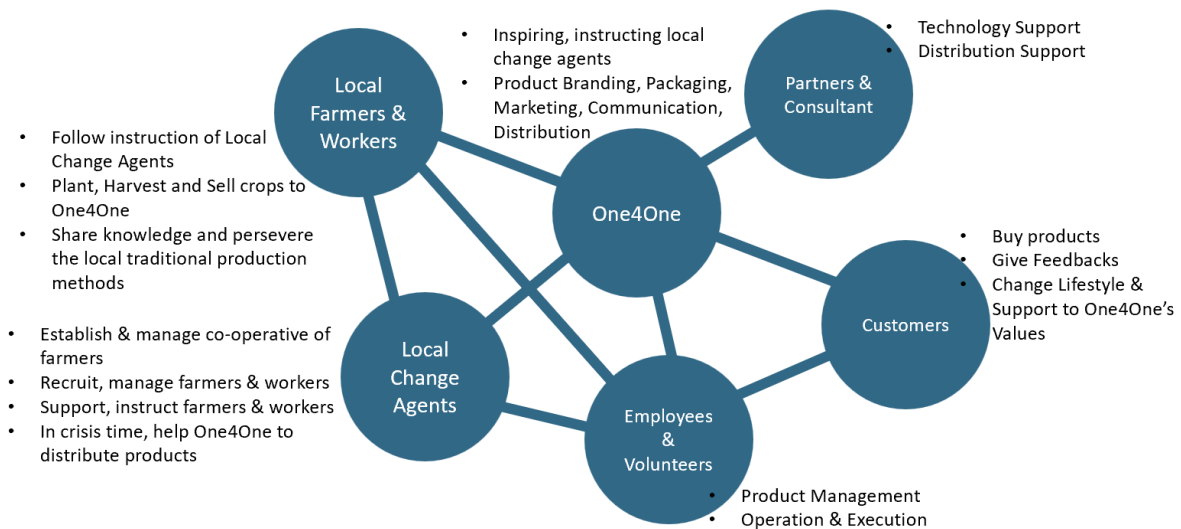 • Inspiring, instructing local
change agents
• Product Branding, Packaging,
Marketing, Communication,
Distribution
• Technology Support
• Distribution Support
Local
Farmers &
Workers
Partners &
Consultant
• Follow instruction of Local
Change Agents
• Plant, Harvest and Sell crops to
One4One
• Share knowledge and persevere
the local traditional production
methods
One4One
• Buy products
• Give Feedbacks
• Change Lifestyle &
Support to One4One’s
Values
Customers
• Establish & manage co-operative of
farmers
• Recruit, manage farmers & workers
• Support, instruct farmers & workers
• In crisis time, help One4One to
distribute products
Local
Change
Agents
Employees
&
Volunteers
• Product Management
• Operation & Execution